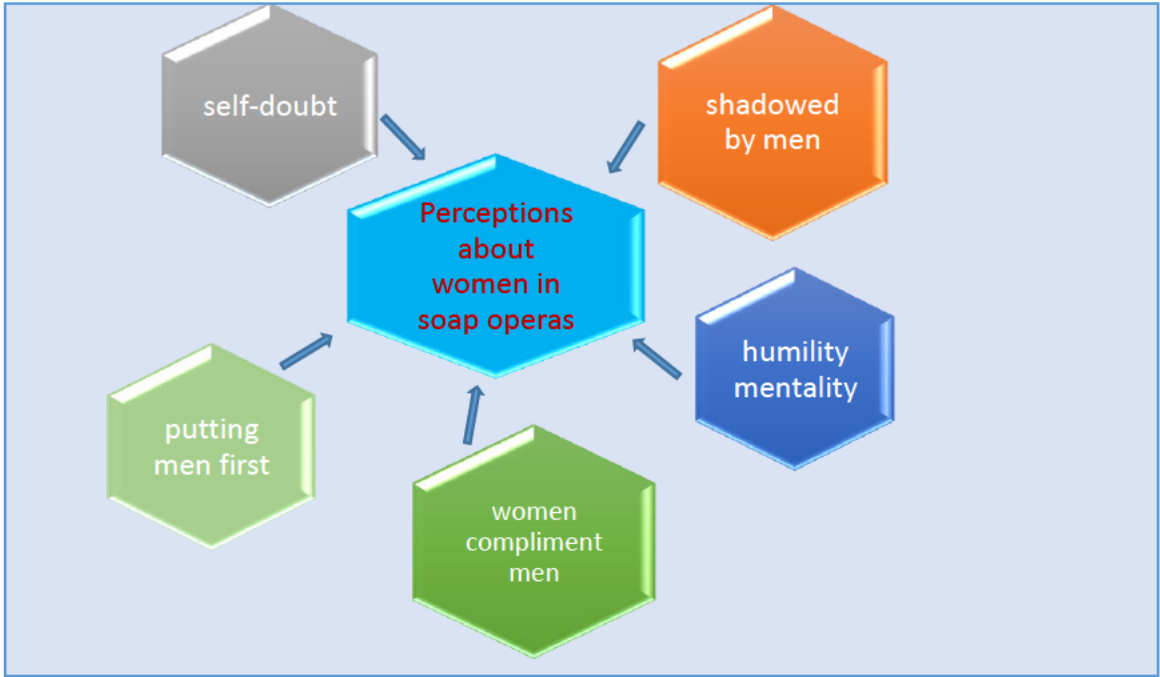 self-doubt
shadowed
by men
Perceptions
about
women in
soap operas
humility
mentality
putting
men first
women
compliment
men